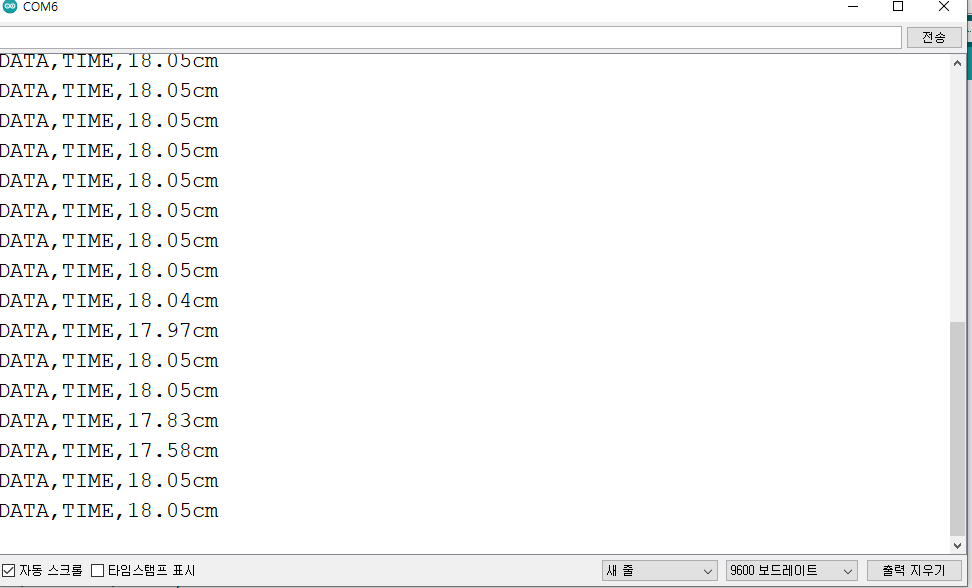 COM6
전송
DATA,TIME,18.05cm
DATA,TIME,18.05cm
DATA,TIME,18.05cm
DATA,TIME,18.05cm
DATA,TIME,18.05cm
DATA,TIME,18.05cm
DATA,TIME,18.05cm
DATA,TIME,18.05cm
DATA,TIME,18.04cm
DATA,TIME,17.97cm
DATA,TIME,18.05cm
DATA,TIME,18.05cm
DATA,TIME,17.83cm
DATA,TIME,17.58cm
DATA,TIME,18.05cm
DATA,TIME,18.05cm
자동 스크롤 타임스탬프 표시 새 줄 9600 보드레이트 출력 지우기